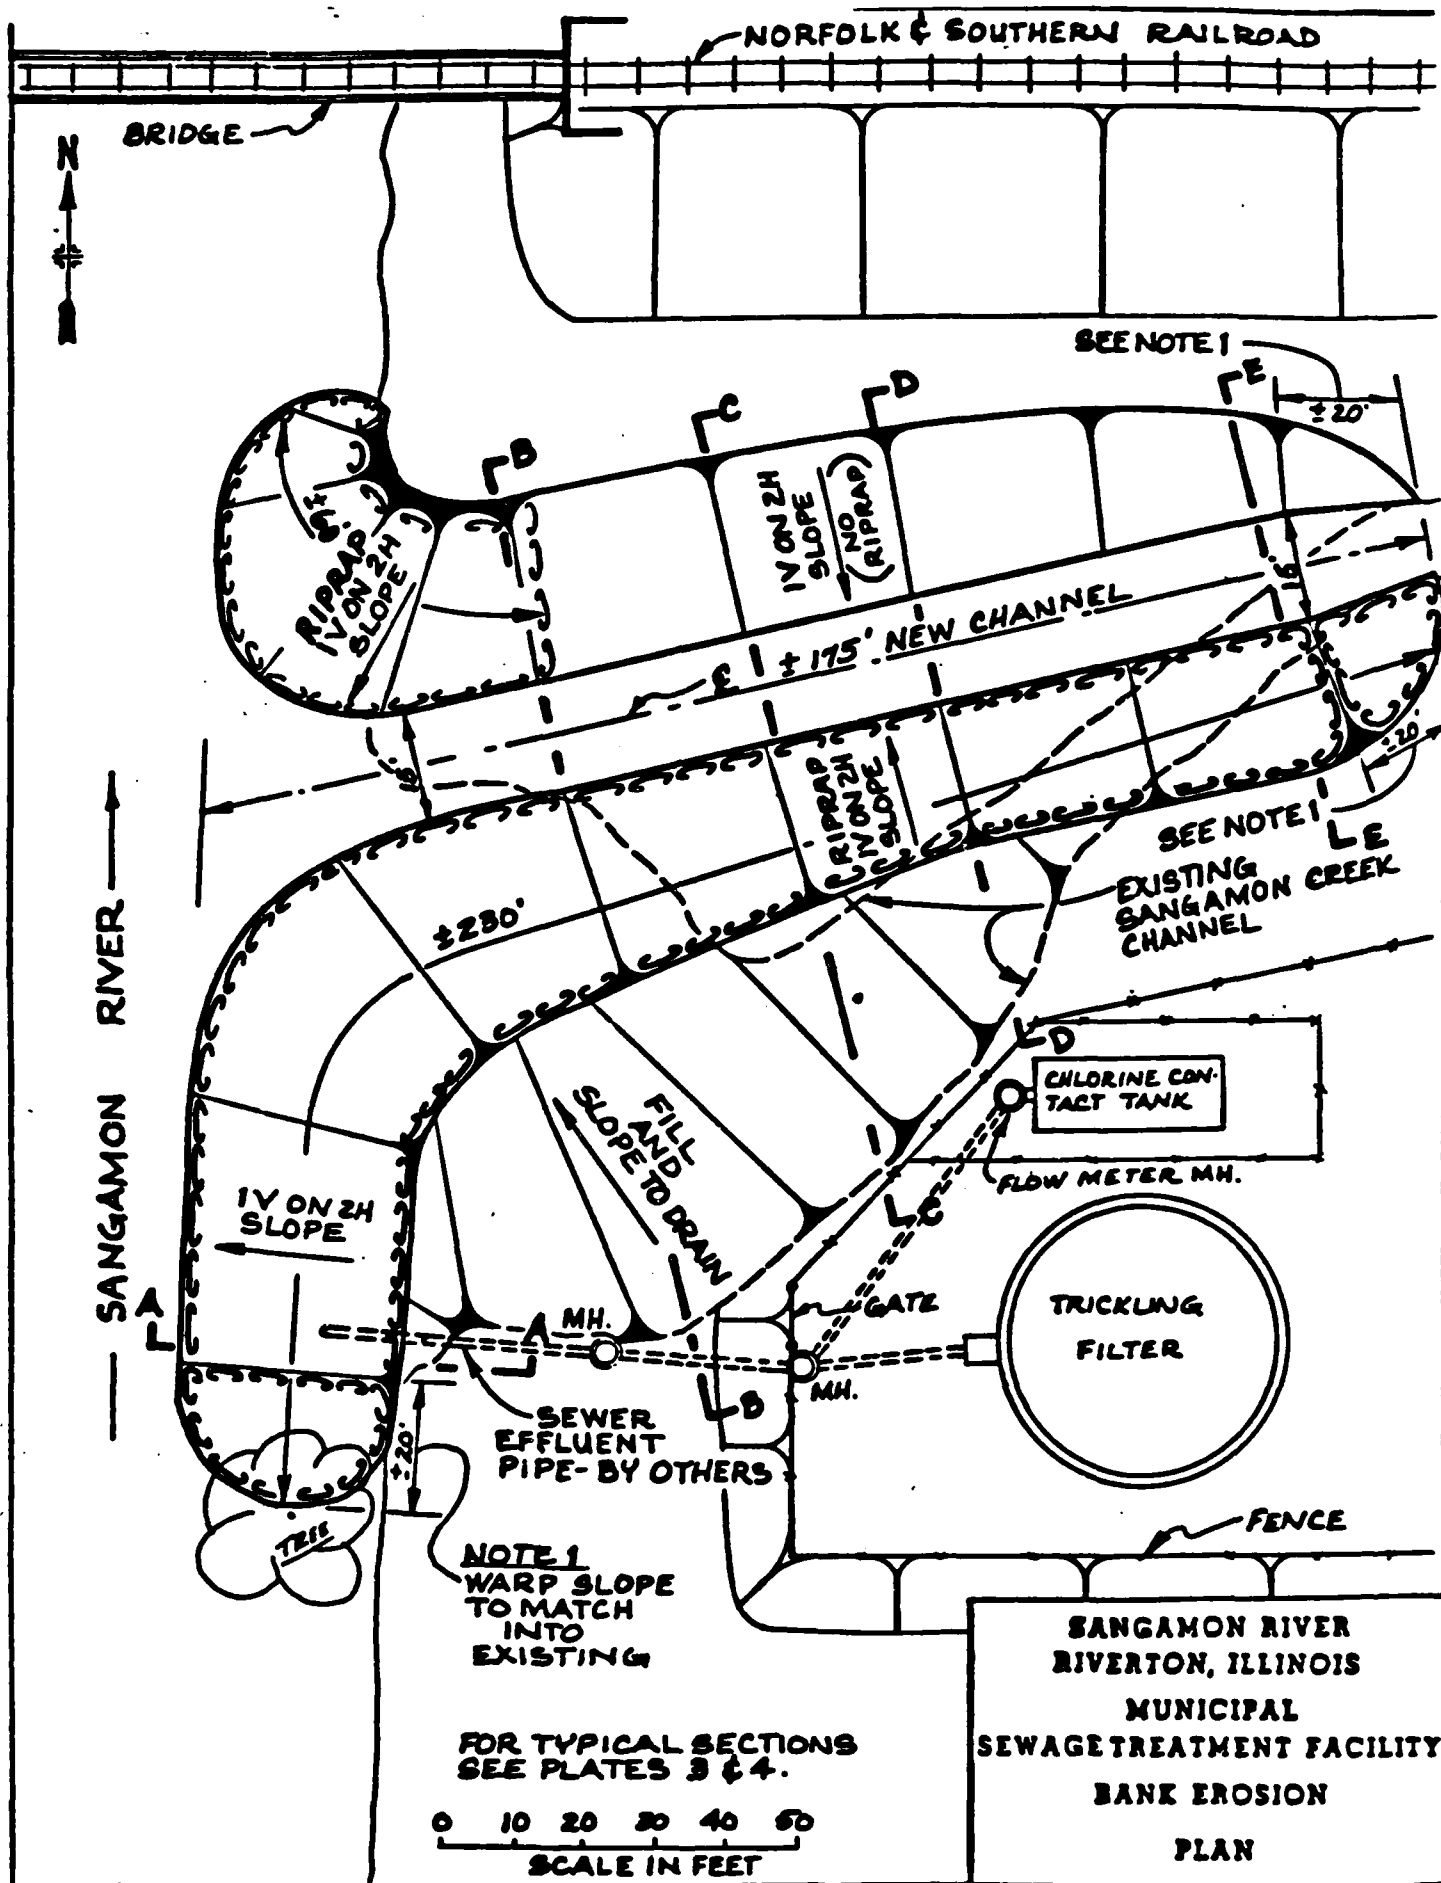 NORFOLK & SOUTHERN RAILROAD
BRIDGE
N
SEE NOTE 1
E
± 20'
D
C
B
1V ON 2H
SLOPE
(NO
RIPRAP)
RIPRAP
1V ON 2H
SLOPE
16'
± 175' NEW CHANNEL
℄
16'
RIPRAP
1V ON 2H
SLOPE
± 20'
SEE NOTE 1
E
EXISTING
SANGAMON CREEK
CHANNEL
± 230'
SANGAMON RIVER
D
CHLORINE CON-
TACT TANK
FLOW METER MH.
FILL
AND
SLOPE TO DRAIN
C
1V ON 2H
SLOPE
A
A
MH.
GATE
TRICKLING
FILTER
MH.
B
SEWER
EFFLUENT
PIPE-BY OTHERS
± 20'
TREE
FENCE
NOTE 1
WARP SLOPE
TO MATCH
INTO
EXISTING
SANGAMON RIVER
RIVERTON, ILLINOIS
MUNICIPAL
SEWAGE TREATMENT FACILITY
BANK EROSION
PLAN
FOR TYPICAL SECTIONS
SEE PLATES 3 & 4.
0 10 20 30 40 50
SCALE IN FEET